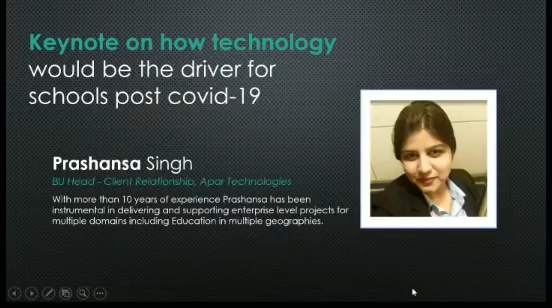 Keynote on how technology
would be the driver for
schools post covid-19
Prashansa Singh
BU Head - Client Relationship, Apar Technologies
With more than 10 years of experience Prashansa has been
instrumental in delivering and supporting enterprise level projects for
multiple domains including Education in multiple geographies.